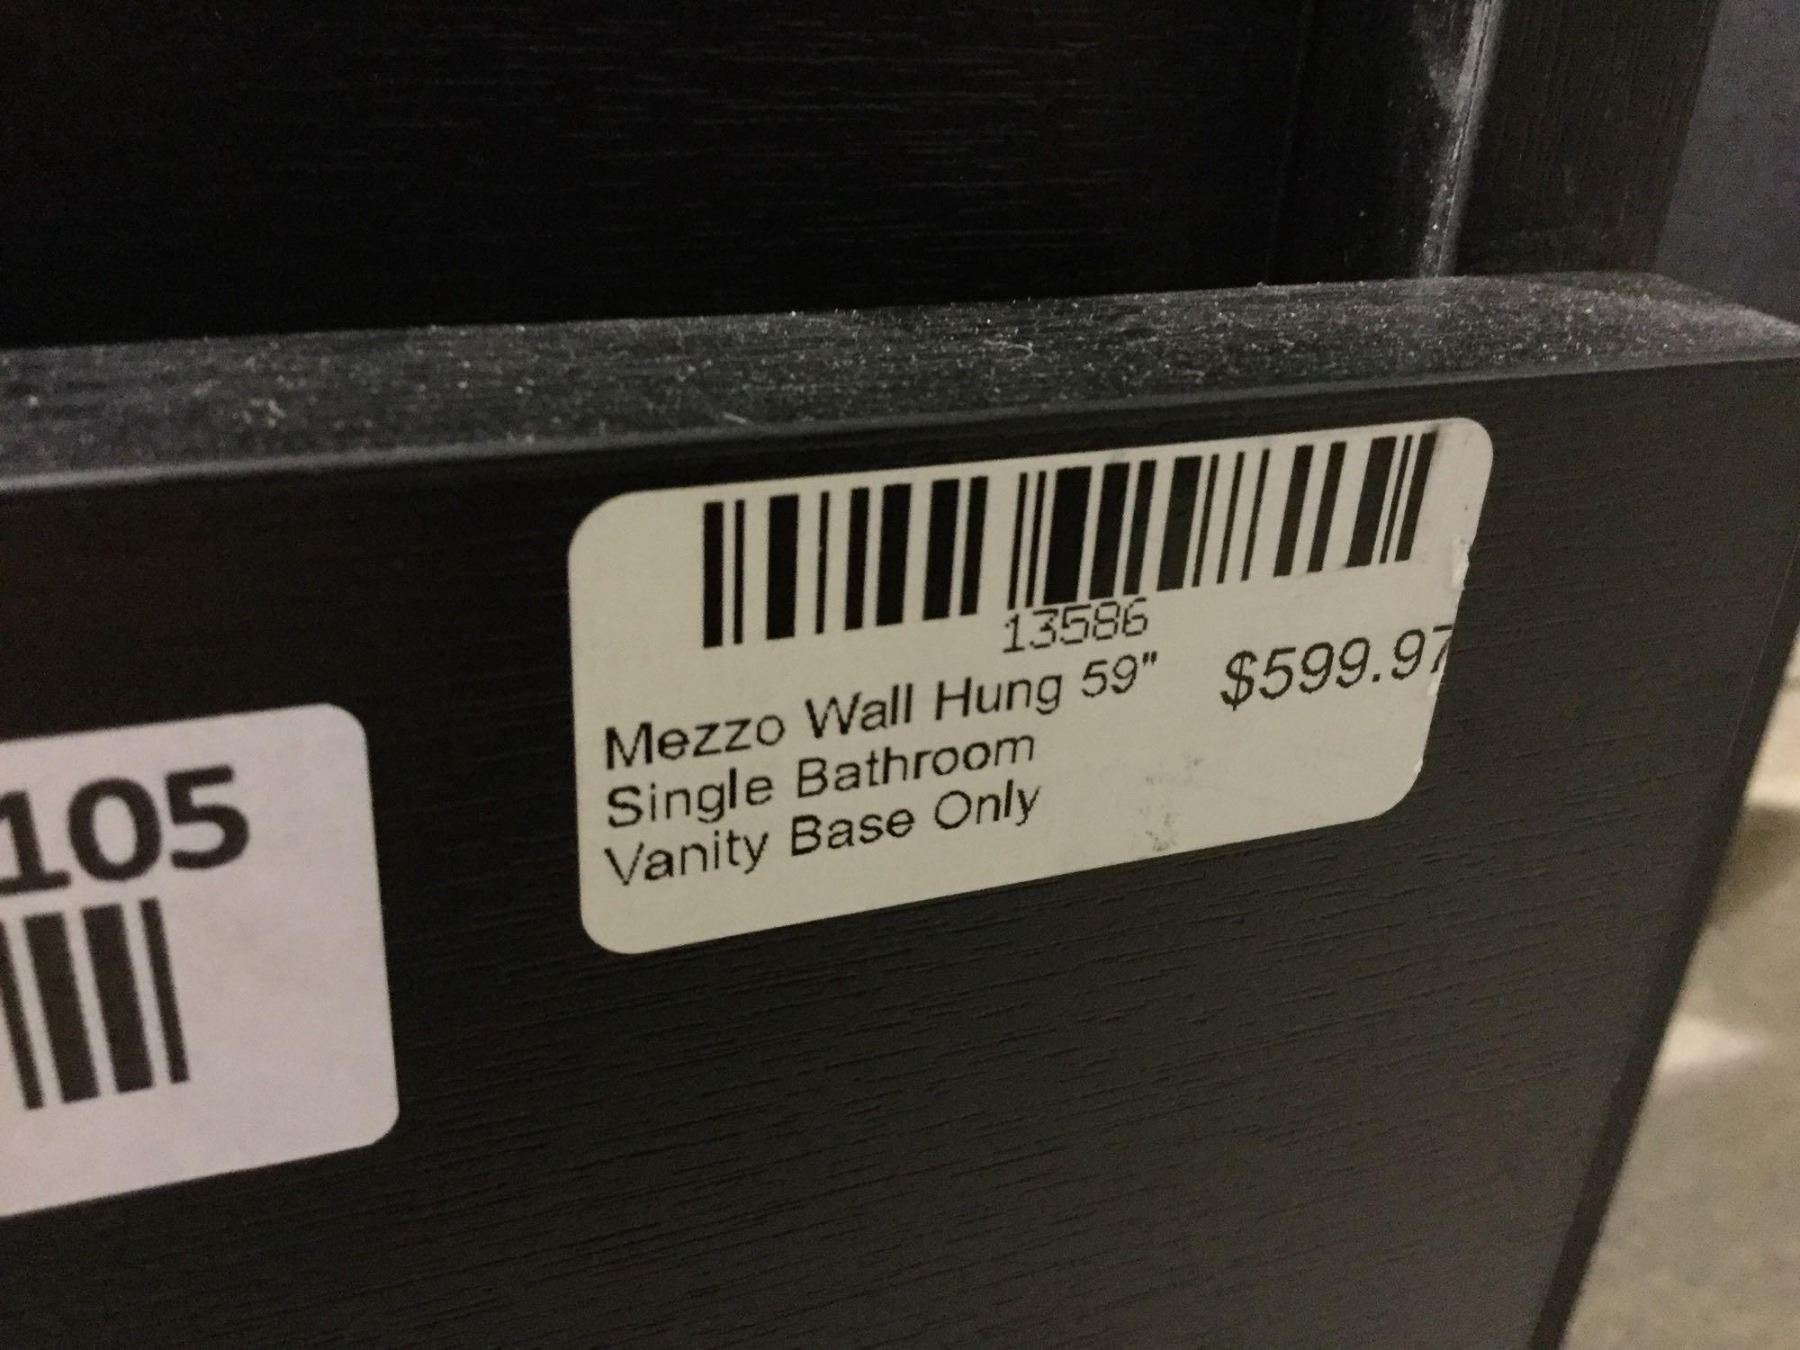 13586
Mezzo Wall Hung 59" $599.97
Single Bathroom
Vanity Base Only
105